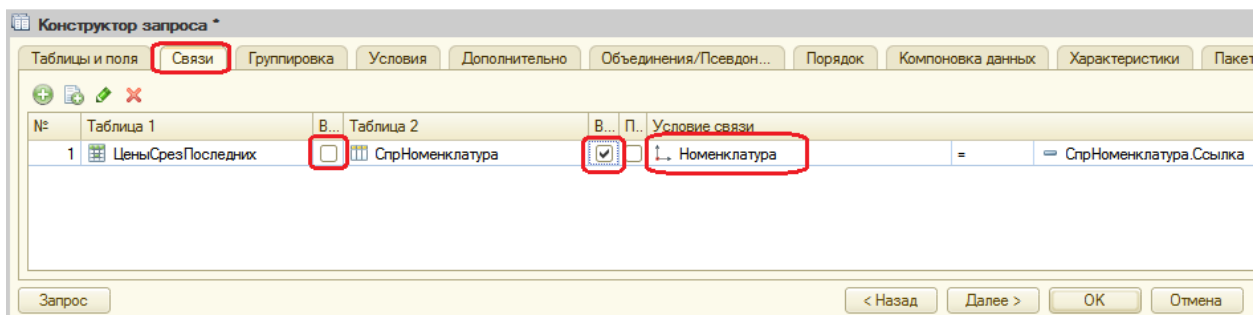 Конструктор запроса *
Таблицы и поля Связи Группировка Условия Дополнительно Объединения/Псевдон... Порядок Компоновка данных Характеристики Пакет
№ Таблица 1 В... Таблица 2 В... П... Условие связи
1 ЦеныСрезПоследних СпрНоменклатура Номенклатура = СпрНоменклатура.Ссылка
Запрос < Назад Далее > OK Отмена